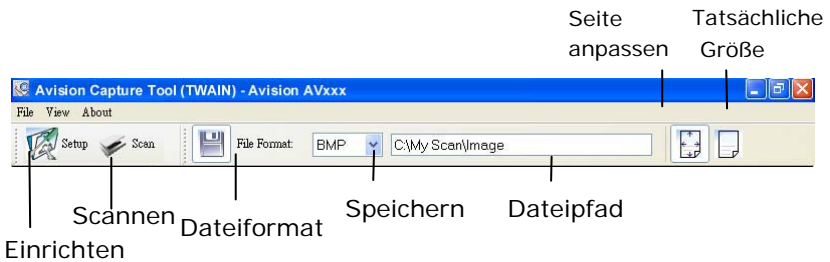 Seite anpassen
Tatsächliche Größe
Avision Capture Tool (TWAIN) - Avision AVxxx
File View About
Setup Scan File Format: BMP C:\My Scan\Image
Einrichten
Scannen
Dateiformat
Speichern
Dateipfad